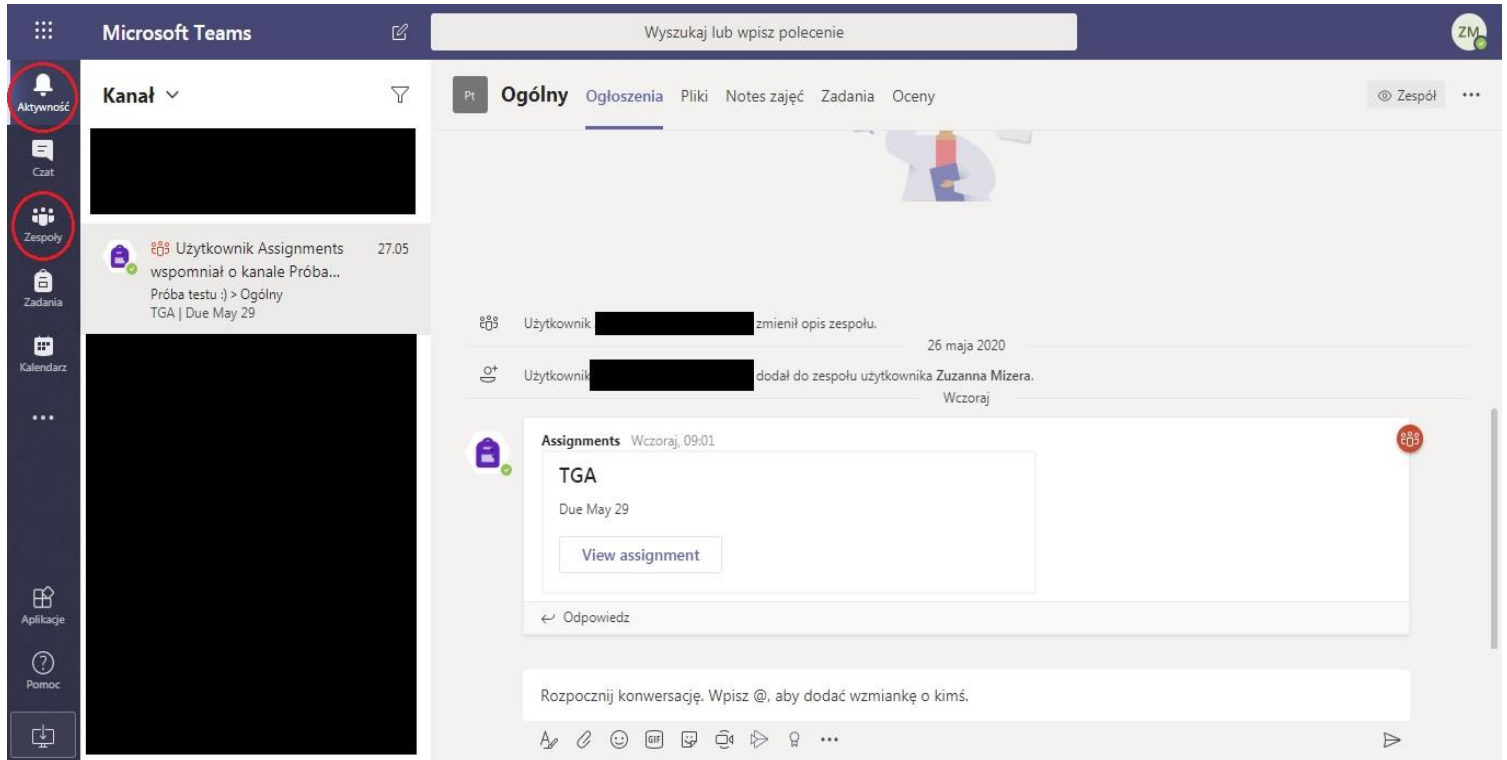 Microsoft Teams
Wyszukaj lub wpisz polecenie
ZM
Aktywność
Czat
Zespoły
Zadania
Kalendarz
Aplikacje
Pomoc
Kanał
Użytkownik Assignments 27.05
wspomniał o kanale Próba...
Próba testu :) > Ogólny
TGA | Due May 29
Pt Ogólny Ogłoszenia Pliki Notes zajęć Zadania Oceny
Zespół
Użytkownik zmienił opis zespołu.
26 maja 2020
Użytkownik dodał do zespołu użytkownika Zuzanna Mizera.
Wczoraj
Assignments Wczoraj, 09:01
TGA
Due May 29
View assignment
Odpowiedz
Rozpocznij konwersację. Wpisz @, aby dodać wzmiankę o kimś.
GIF